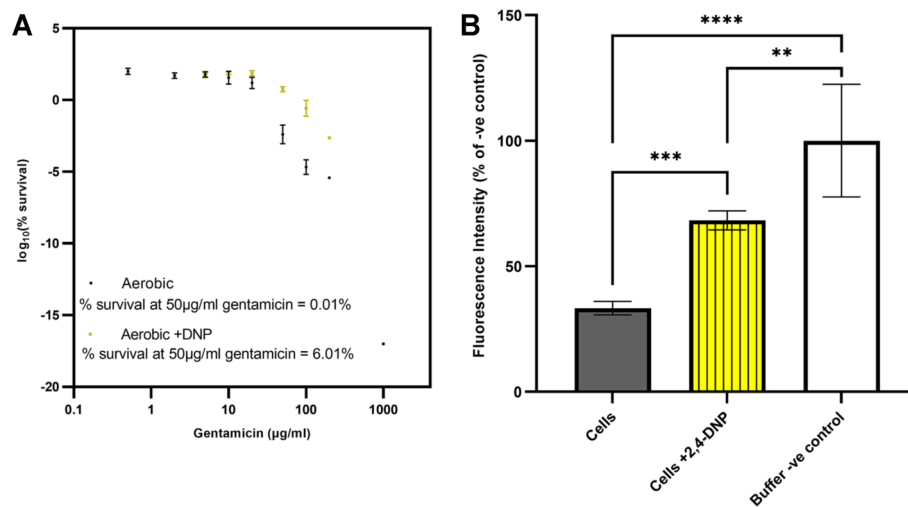 A
5
0
-5
-10
-15
-20
log10(% survival)
Aerobic
% survival at 50µg/ml gentamicin = 0.01%
Aerobic +DNP
% survival at 50µg/ml gentamicin = 6.01%
0.1 1 10 100 1000
Gentamicin (µg/ml)
B
150
100
50
0
Fluorescence Intensity (% of -ve control)
****
**
***
Cells
Cells +2,4-DNP
Buffer -ve control